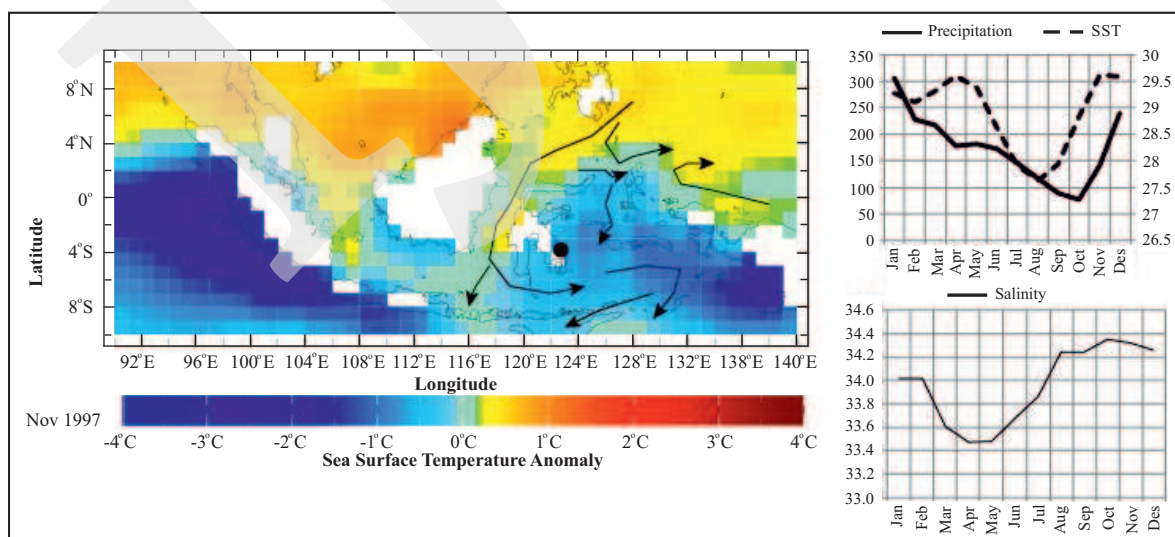 8°N
4°N
0°
4°S
8°S
Latitude
92°E 96°E 100°E 104°E 108°E 112°E 116°E 120°E 124°E 128°E 132°E 136°E 140°E
Longitude
Nov 1997
-4°C -3°C -2°C -1°C 0°C 1°C 2°C 3°C 4°C
Sea Surface Temperature Anomaly
Precipitation SST
350 30
300 29.5
250 29
200 28.5
150 28
100 27.5
50 27
0 26.5
Jan Feb Mar Apr May Jun Jul Aug Sep Oct Nov Des
Salinity
34.6
34.2
34.0
33.8
33.6
33.2
33.0
Jan Feb Mar Apr May Jun Jul Aug Sep Oct Nov Des